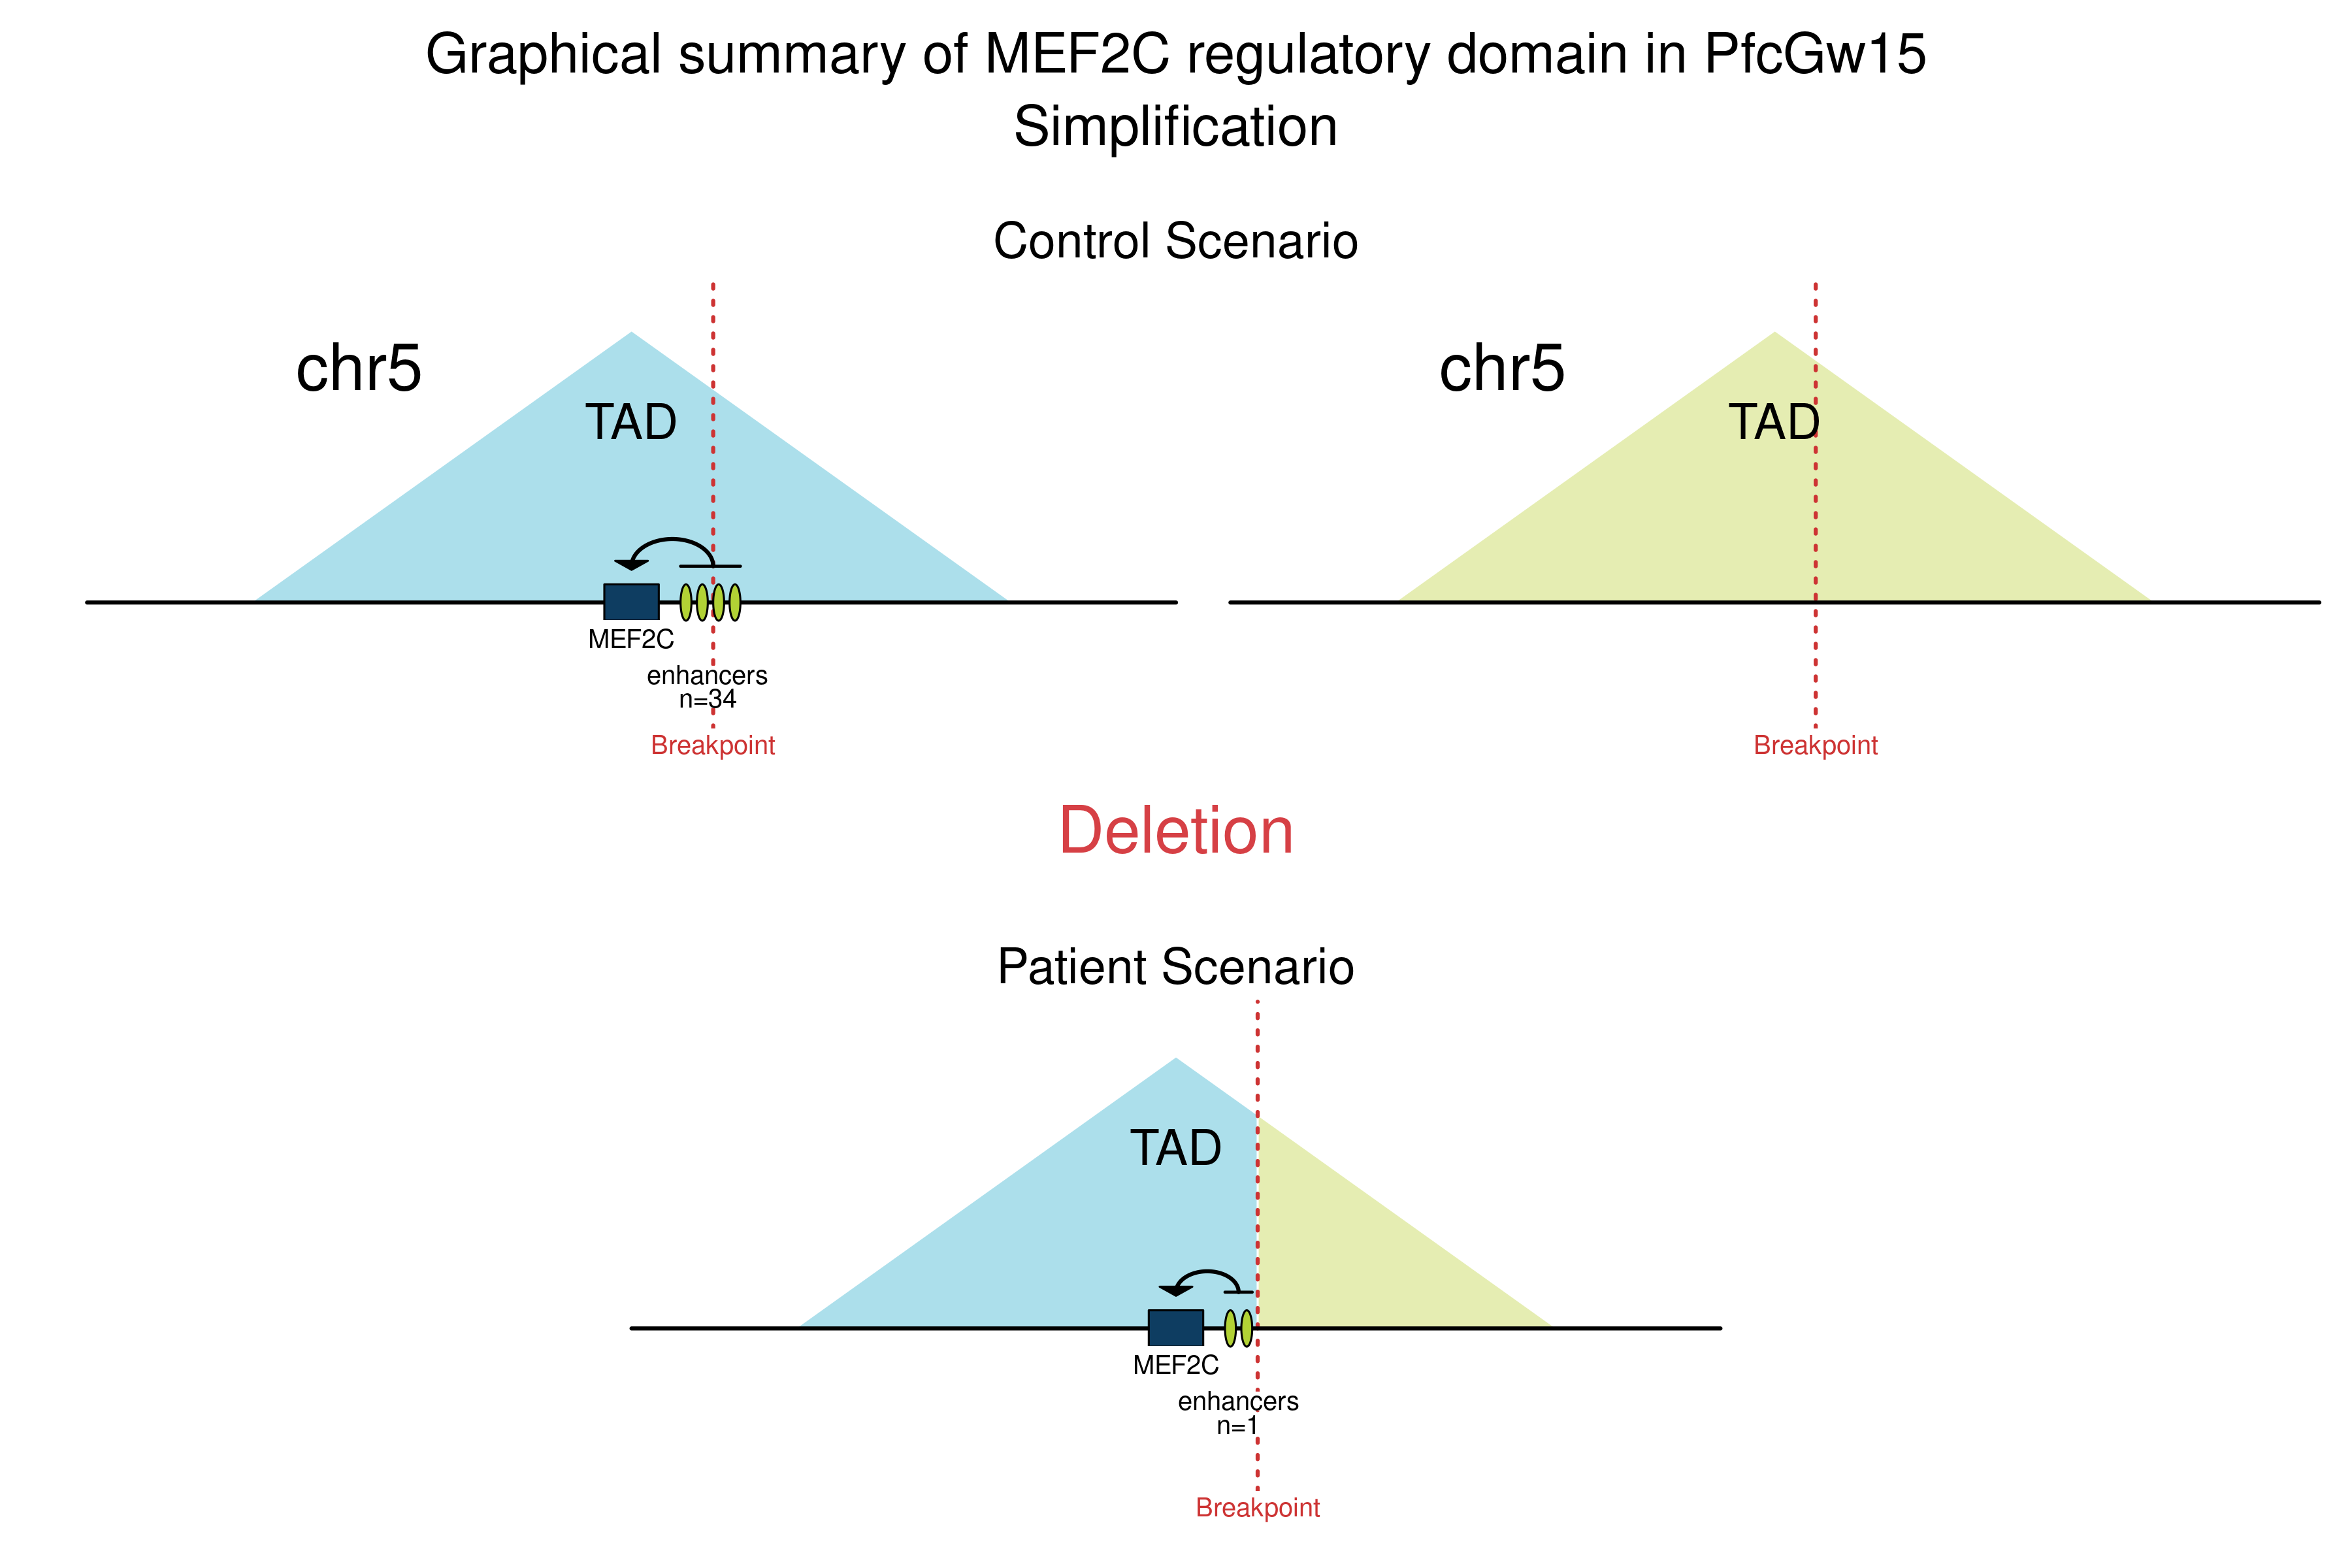 Graphical summary of MEF2C regulatory domain in PfcGw15
Simplification
Control Scenario
chr5
TAD
MEF2C
enhancers
n=34
Breakpoint
chr5
TAD
Breakpoint
Deletion
Patient Scenario
TAD
MEF2C
enhancers
n=1
Breakpoint